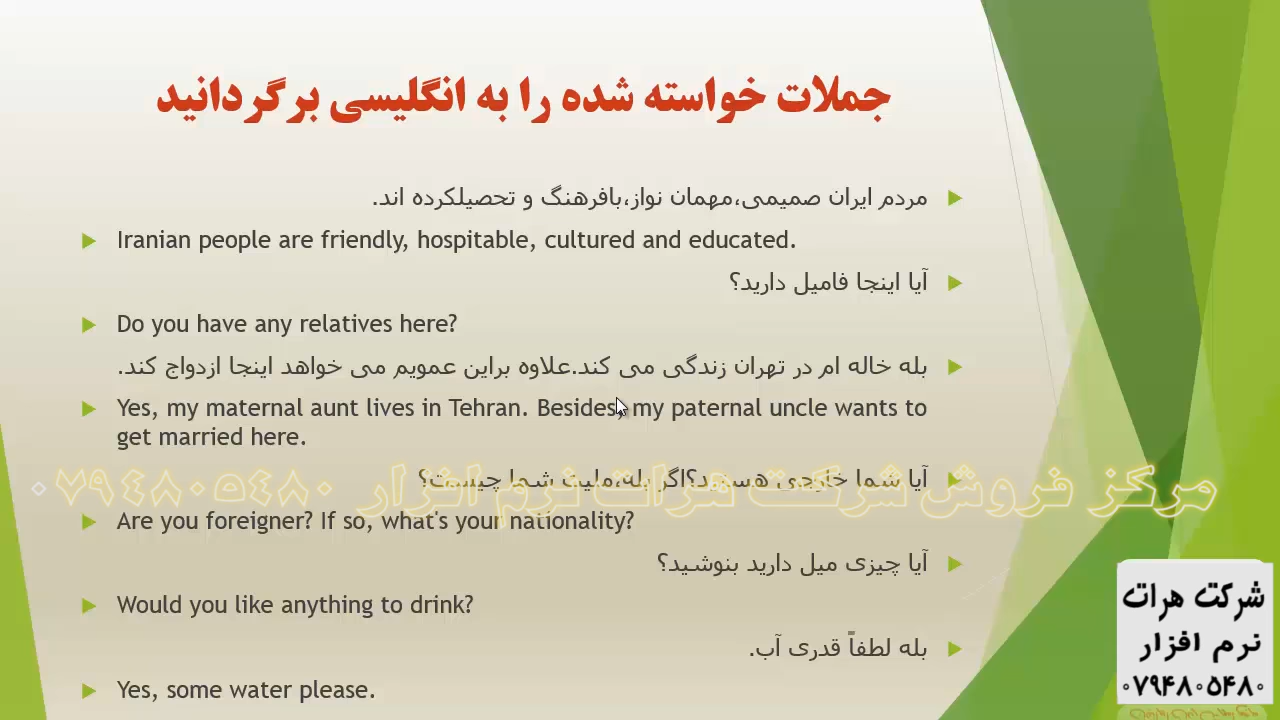 جملات خواسته شده را به انگلیسی برگردانید
مردم ایران صمیمی،مهمان نواز،بافرهنگ و تحصیلکرده اند.
Iranian people are friendly, hospitable, cultured and educated.
آیا اینجا فامیل دارید؟
Do you have any relatives here?
بله خاله ام در تهران زندگی می کند.علاوه براین عمویم می خواهد اینجا ازدواج کند.
Yes, my maternal aunt lives in Tehran. Besides, my paternal uncle wants to
get married here.
آیا شما خارجی هستید؟اگر بله،ملیت شما چیست؟
مرکز فروش شرکت هرات نرم افزار ۰۷۹۴۸۰۵۴۸۰
Are you foreigner? If so, what's your nationality?
آیا چیزی میل دارید بنوشید؟
Would you like anything to drink?
بله لطفاً قدری آب.
Yes, some water please.
شرکت هرات
نرم افزار
۰۷۹۴۸۰۵۴۸۰